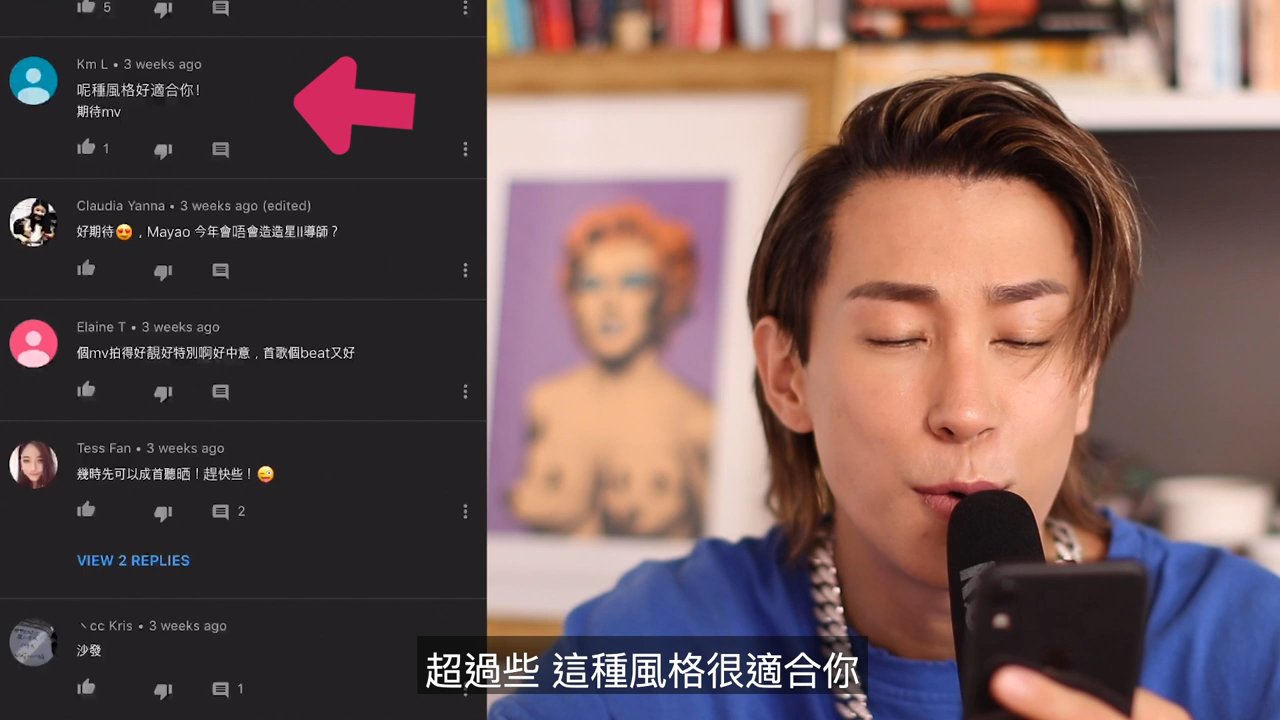 5
Km L • 3 weeks ago
呢種風格好適合你！
期待mv
1
Claudia Yanna • 3 weeks ago (edited)
好期待😍，Mayao 今年會唔會造造星II導師？
Elaine T • 3 weeks ago
個mv拍得好靚好特別啊好中意，首歌個beat又好
Tess Fan • 3 weeks ago
幾時先可以成首聽晒！趕快些！😜
2
VIEW 2 REPLIES
丶cc Kris • 3 weeks ago
沙發
1
超過些 這種風格很適合你